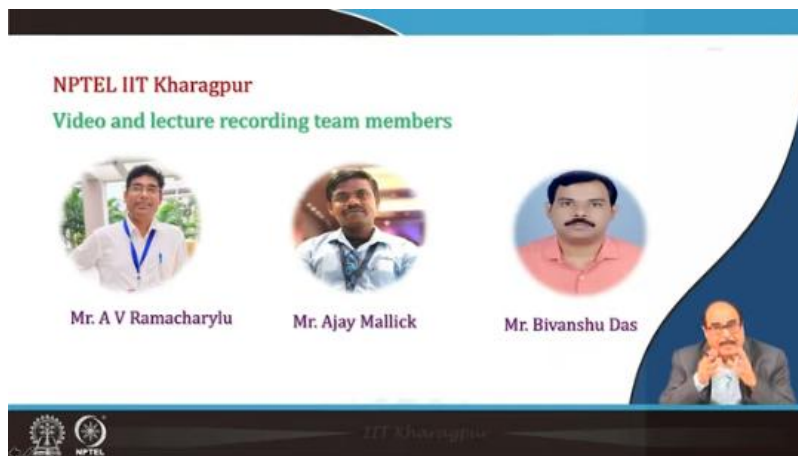 NPTEL IIT Kharagpur
Video and lecture recording team members
Mr. A V Ramacharylu
Mr. Ajay Mallick
Mr. Bivanshu Das
IIT Kharagpur
NPTEL